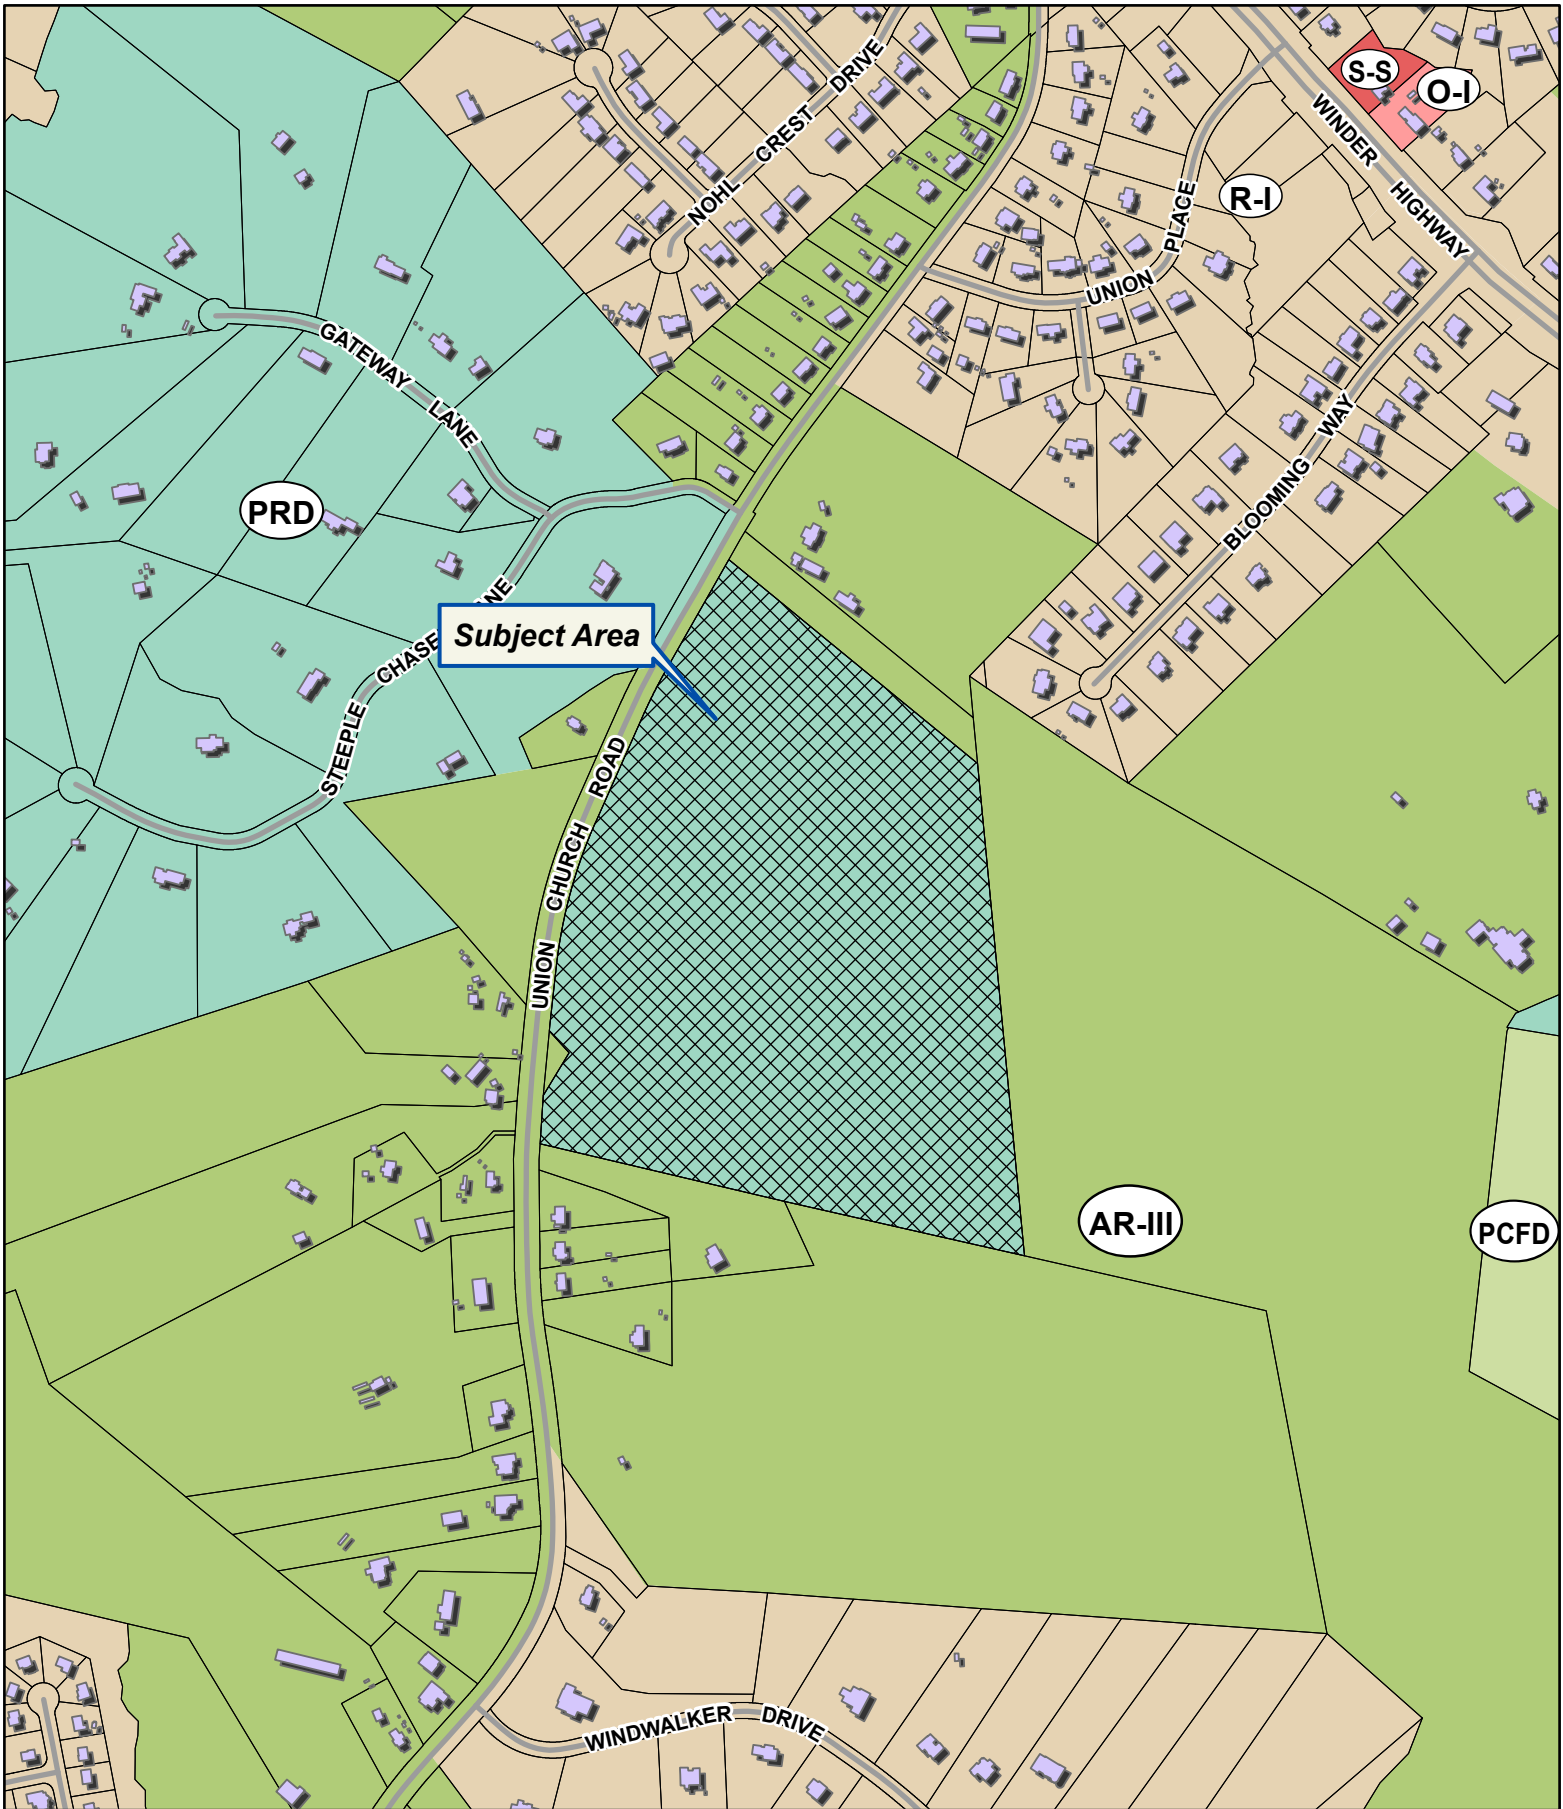 NOHL CREST DRIVE
S-S
O-I
WINDER HIGHWAY
R-I
UNION PLACE
GATEWAY LANE
BLOOMING WAY
PRD
Subject Area
STEEPLE CHASE LANE
UNION CHURCH ROAD
AR-III
PCFD
WINDWALKER DRIVE